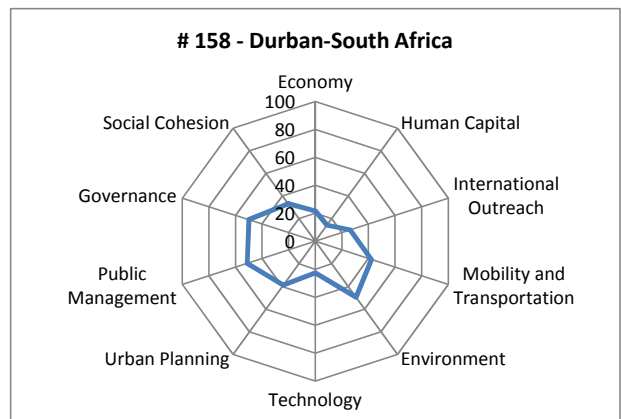 # 158 - Durban-South Africa
Economy
100
80
60
40
20
0
Human Capital
International
Outreach
Mobility and
Transportation
Environment
Technology
Urban Planning
Public
Management
Governance
Social Cohesion